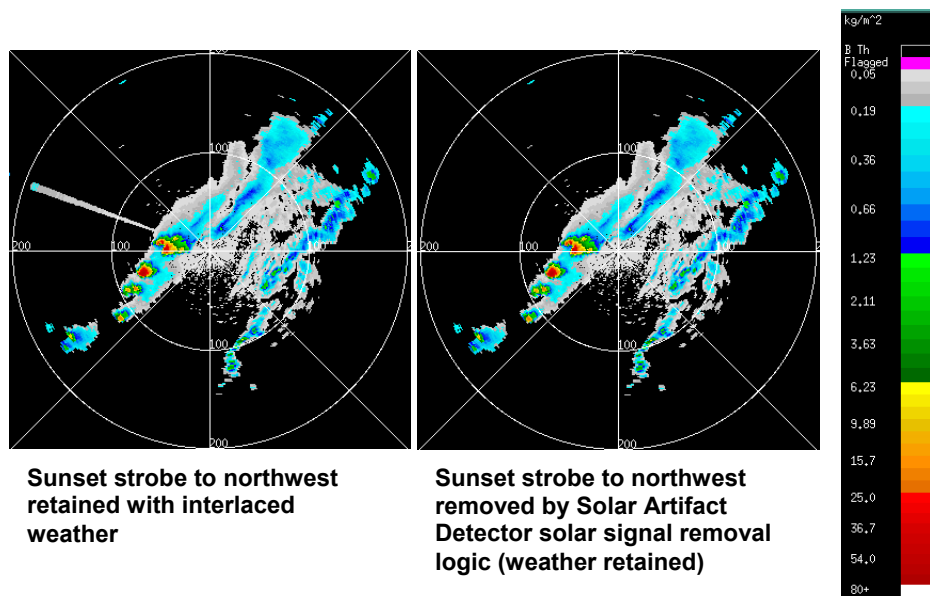 kg/m^2
B Th
Flagged
0.05
0.19
0.36
0.66
1.23
2.11
3.63
6.23
9.89
15.7
25.0
36.7
54.0
80+
100
200
100
100
200
100
200
100
100
200
Sunset strobe to northwest
retained with interlaced
weather
Sunset strobe to northwest
removed by Solar Artifact
Detector solar signal removal
logic (weather retained)